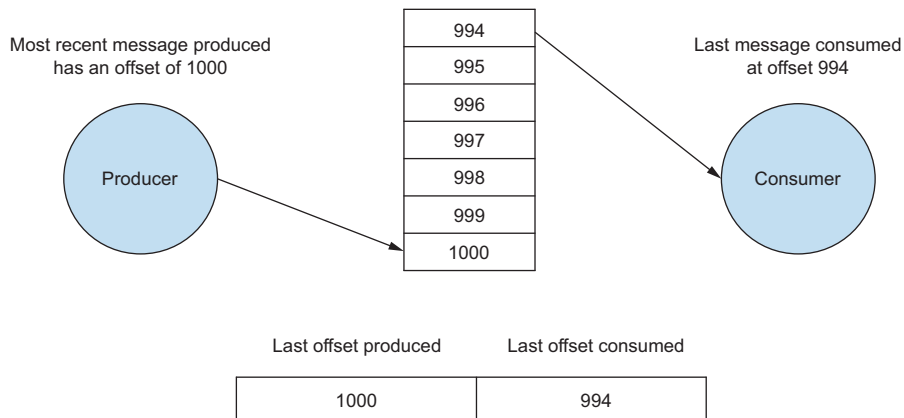 Most recent message produced
has an offset of 1000
994
995
996
997
998
999
1000
Last message consumed
at offset 994
Producer
Consumer
Last offset produced
Last offset consumed
1000
994